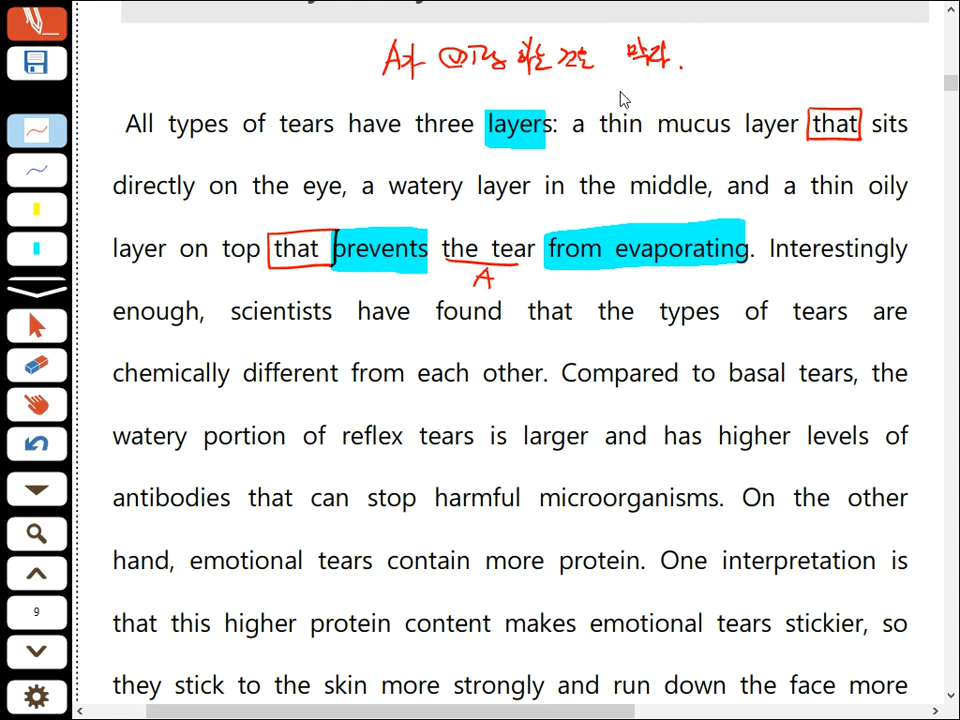 A가 ing 하는 것을 막다.
All types of tears have three layers: a thin mucus layer that sits
directly on the eye, a watery layer in the middle, and a thin oily
layer on top that prevents the tear from evaporating. Interestingly
A
enough, scientists have found that the types of tears are
chemically different from each other. Compared to basal tears, the
watery portion of reflex tears is larger and has higher levels of
antibodies that can stop harmful microorganisms. On the other
hand, emotional tears contain more protein. One interpretation is
9
that this higher protein content makes emotional tears stickier, so
they stick to the skin more strongly and run down the face more